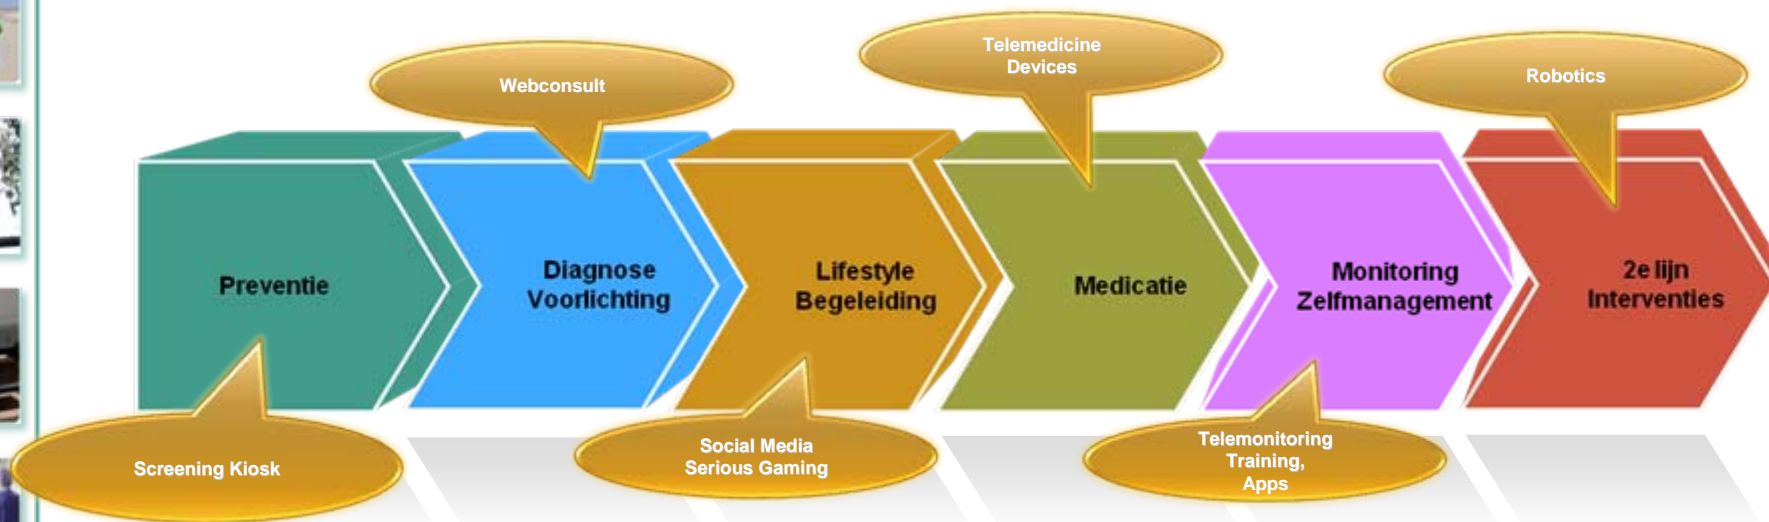 Telemedicine
Devices
Webconsult
Robotics
Preventie
Diagnose
Voorlichting
Lifestyle
Begeleiding
Medicatie
Monitoring
Zelfmanagement
2e lijn
Interventies
Screening Kiosk
Social Media
Serious Gaming
Telemonitoring
Training,
Apps